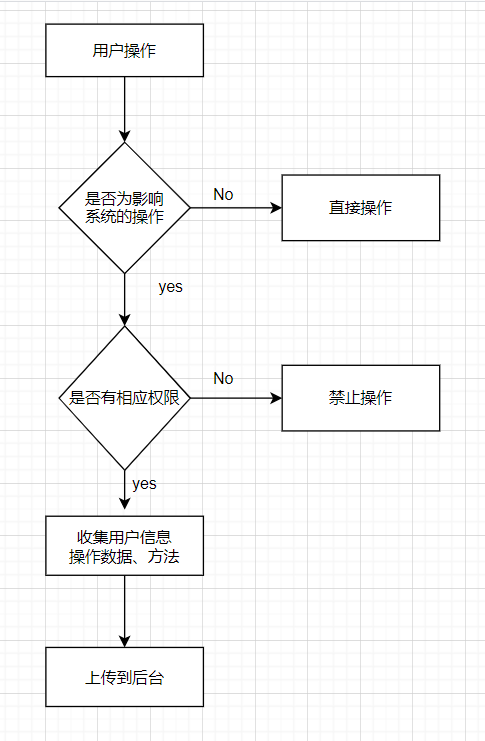 用户操作
是否为影响
系统的操作
No
直接操作
yes
是否有相应权限
No
禁止操作
yes
收集用户信息
操作数据、方法
上传到后台